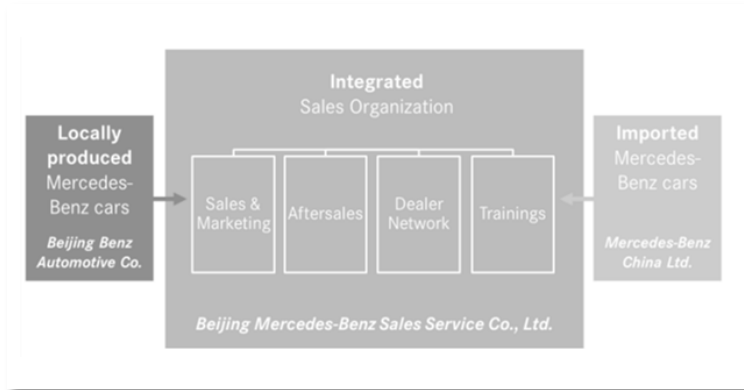 Integrated
Sales Organization
Locally
produced
Mercedes-
Benz cars
Beijing Benz
Automotive Co.
Sales &
Marketing
Aftersales
Dealer
Network
Trainings
Imported
Mercedes-
Benz cars
Mercedes-Benz
China Ltd.
Beijing Mercedes-Benz Sales Service Co., Ltd.